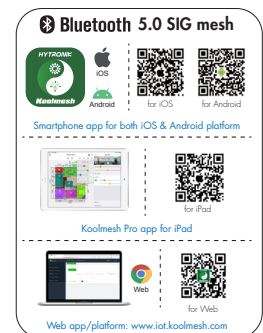 Bluetooth 5.0 SIG mesh
HYTRONIK
Koolmesh
iOS
Android
for iOS
for Android
Smartphone app for both iOS & Android platform
for iPad
Koolmesh Pro app for iPad
Web
for Web
Web app/platform: www.iot.koolmesh.com